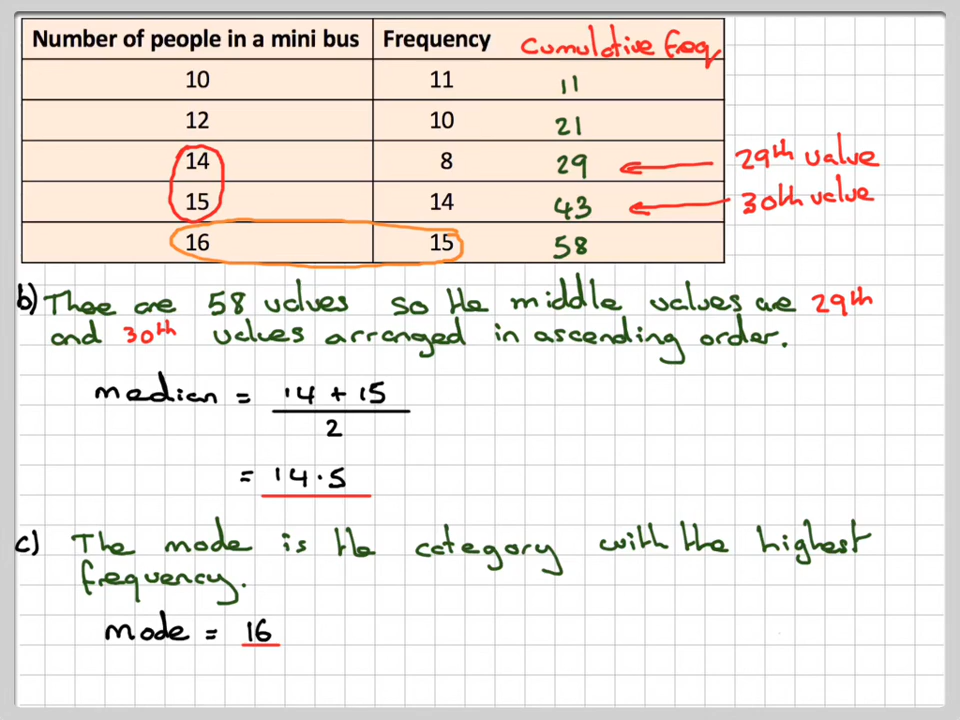 Number of people in a mini bus Frequency Cumulative freq
10 11 11
12 10 21
14 8 29 29th value
15 14 43 30th value
16 15 58
b) There are 58 values so the middle values are 29th
and 30th values arranged in ascending order.
median = 14 + 15
2
= 14.5
c) The mode is the category with the highest
frequency.
mode = 16